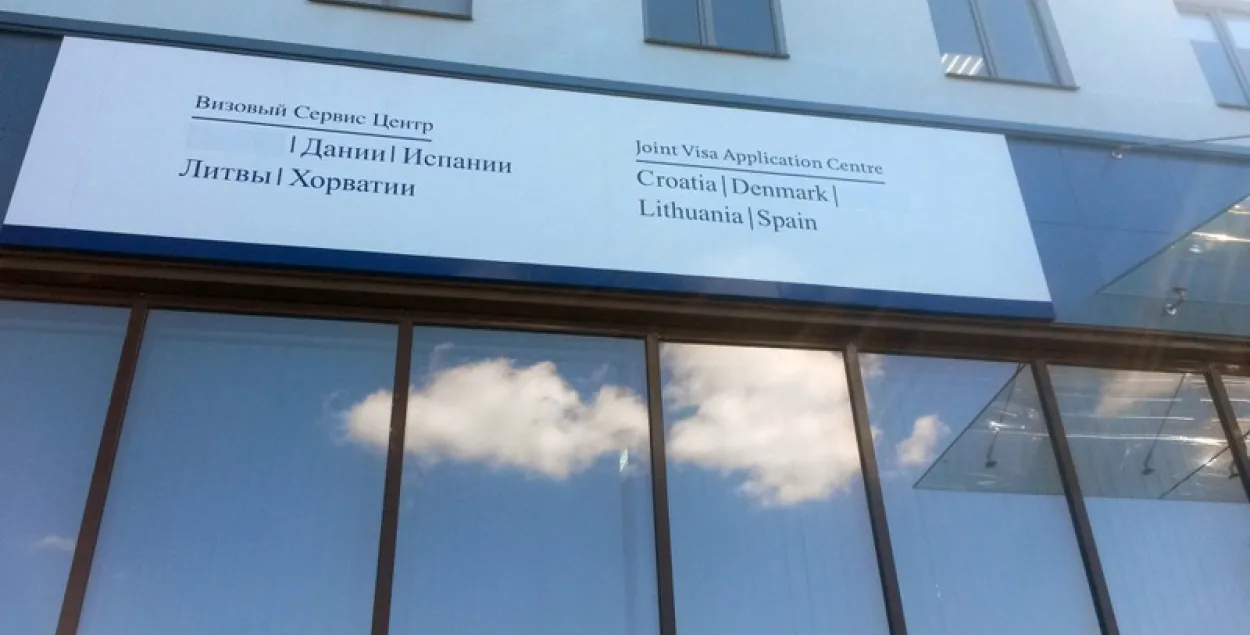 Визовый Сервис Центр
| Дании | Испании
Литвы | Хорватии
Joint Visa Application Centre
Croatia | Denmark |
Lithuania | Spain